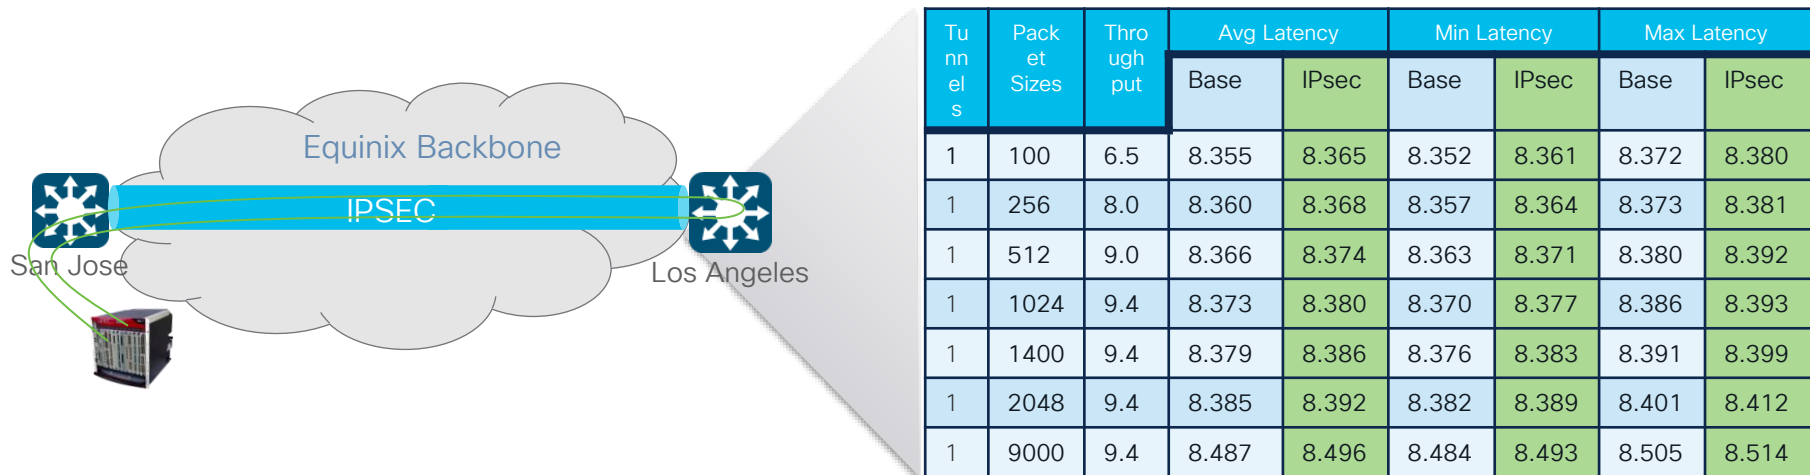 Equinix Backbone
IPSEC
San Jose
Los Angeles
Tu
nn
el
s
Pack
et
Sizes
Thro
ugh
put
Avg Latency
Min Latency
Max Latency
Base IPsec Base IPsec Base IPsec
1 100 6.5 8.355 8.365 8.352 8.361 8.372 8.380
1 256 8.0 8.360 8.368 8.357 8.364 8.373 8.381
1 512 9.0 8.366 8.374 8.363 8.371 8.380 8.392
1 1024 9.4 8.373 8.380 8.370 8.377 8.386 8.393
1 1400 9.4 8.379 8.386 8.376 8.383 8.391 8.399
1 2048 9.4 8.385 8.392 8.382 8.389 8.401 8.412
1 9000 9.4 8.487 8.496 8.484 8.493 8.505 8.514